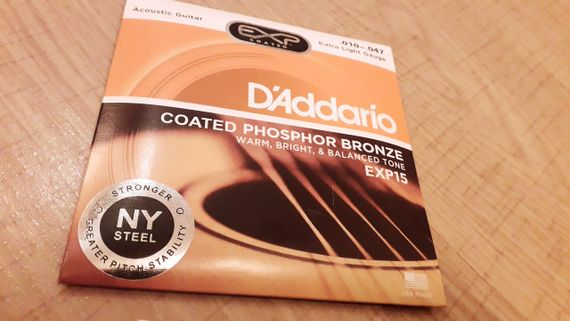 Acoustic Guitar
EXP
COATED
.010–.047
Extra Light Gauge
D'Addario
COATED PHOSPHOR BRONZE
WARM, BRIGHT, & BALANCED TONE
EXP15
STRONGER
NY
STEEL
GREATER PITCH STABILITY
USA MADE